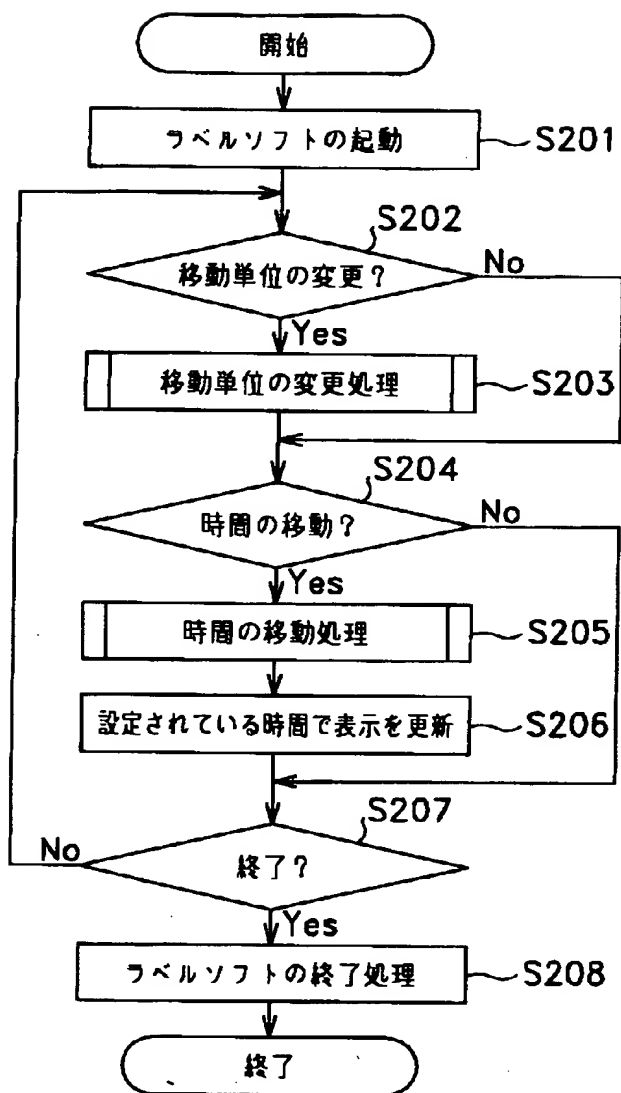 開始
ラベルソフトの起動
S201
S202
移動単位の変更?
No
Yes
移動単位の変更処理
S203
S204
時間の移動?
No
Yes
時間の移動処理
S205
設定されている時間で表示を更新
S206
S207
No
終了?
Yes
ラベルソフトの終了処理
S208
終了